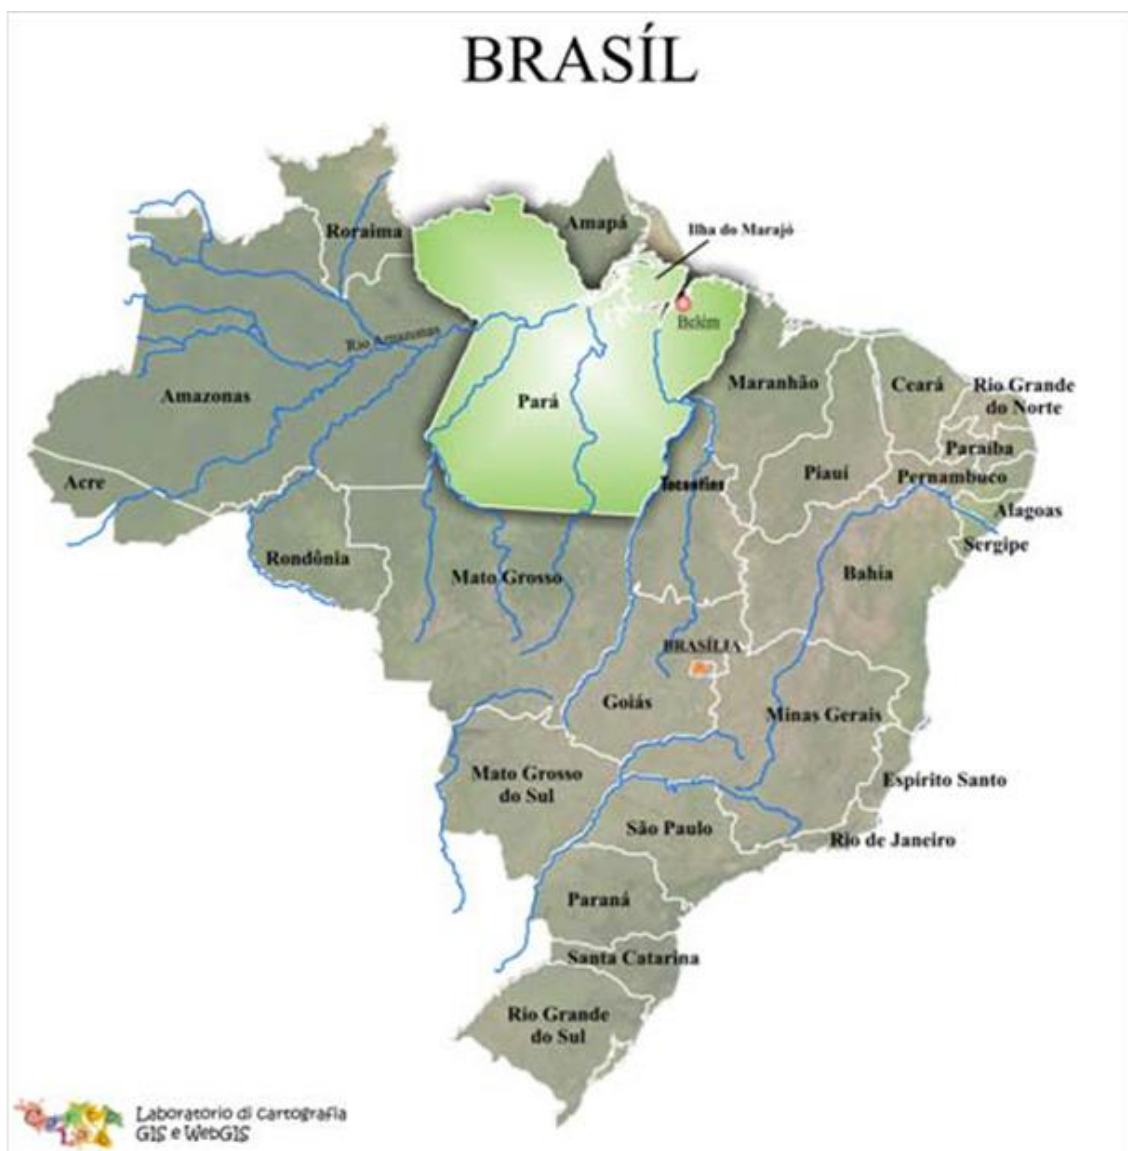 BRASÍL
Amapá
Ilha do Marajó
Roraima
Belém
Rio Amazonas
Maranhão
Ceará
Rio Grande
do Norte
Amazonas
Pará
Paraíba
Piauí
Pernambuco
Acre
Tocantins
Alagoas
Sergipe
Rondônia
Mato Grosso
Bahia
BRASÍLIA
Goiás
Minas Gerais
Mato Grosso
do Sul
Espírito Santo
São Paulo
Rio de Janeiro
Paraná
Santa Catarina
Rio Grande
do Sul
Laboratorio di cartografia
GIS e WebGIS